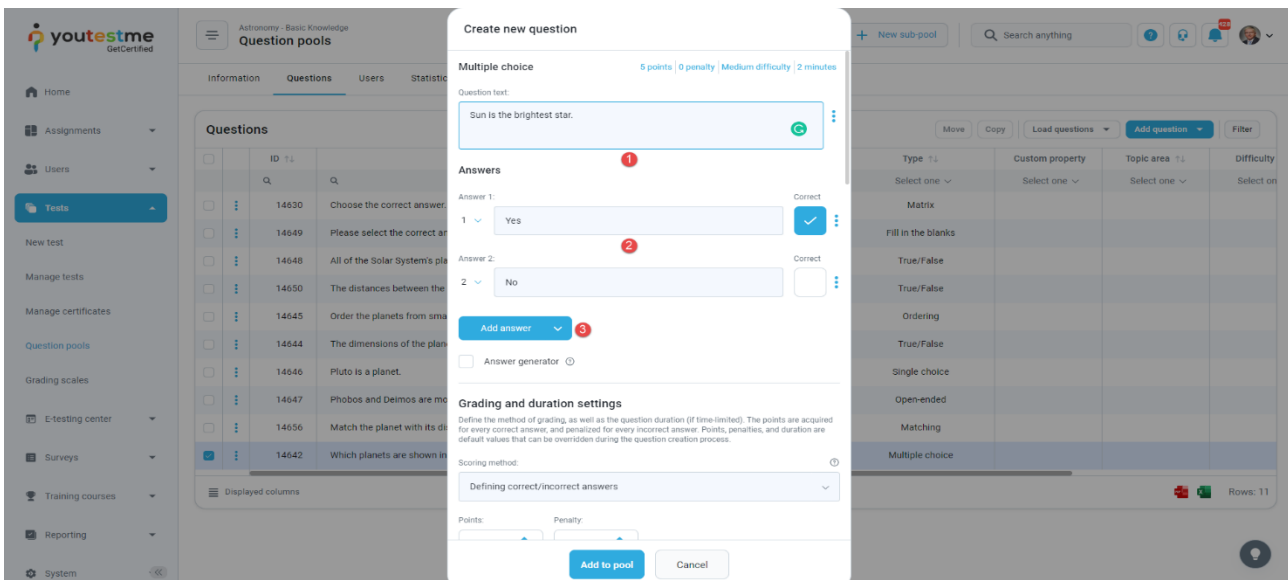 youtestme
GetCertified
Home
Assignments
Users
Tests
New test
Manage tests
Manage certificates
Question pools
Grading scales
E-testing center
Surveys
Training courses
Reporting
System
Astronomy - Basic Knowledge
Question pools
New sub-pool
Search anything
Information Questions Users
Questions
Move Copy Load questions Add question Filter
ID Type Custom property Topic area Difficulty
Select one Select one Select one Select on
14630 Choose the correct answer. Matrix
14649 Please select the correct an Fill in the blanks
14648 All of the Solar System's pla True/False
14650 The distances between the True/False
14645 Order the planets from sma Ordering
14644 The dimensions of the plan True/False
14646 Pluto is a planet. Single choice
14647 Phobos and Deimos are mo Open-ended
14656 Match the planet with its di Matching
14642 Which planets are shown in Multiple choice
Displayed columns
Rows: 11
Create new question
Multiple choice 5 points 0 penalty Medium difficulty 2 minutes
Question text:
Sun is the brightest star.
1
Answers
Answer 1: Correct
1 Yes
2
Answer 2: Correct
2 No
Add answer 3
Answer generator
Grading and duration settings
Define the method of grading, as well as the question duration (if time-limited). The points are acquired
for every correct answer, and penalized for every incorrect answer. Points, penalties, and duration are
default values that can be overridden during the question creation process.
Scoring method:
Defining correct/incorrect answers
Points: Penalty:
Add to pool Cancel